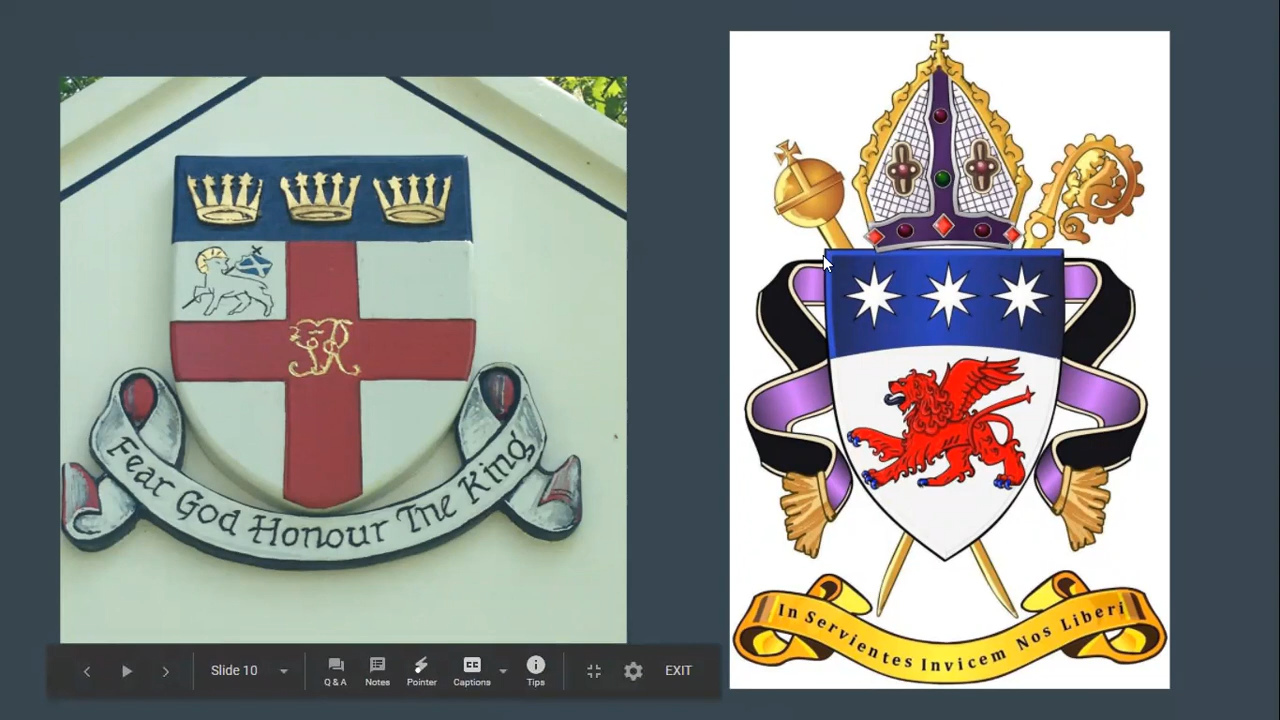 Fear God Honour The King
In Servientes Invicem Nos Liberi
Slide 10
Q & A
Notes
Pointer
Captions
Tips
EXIT